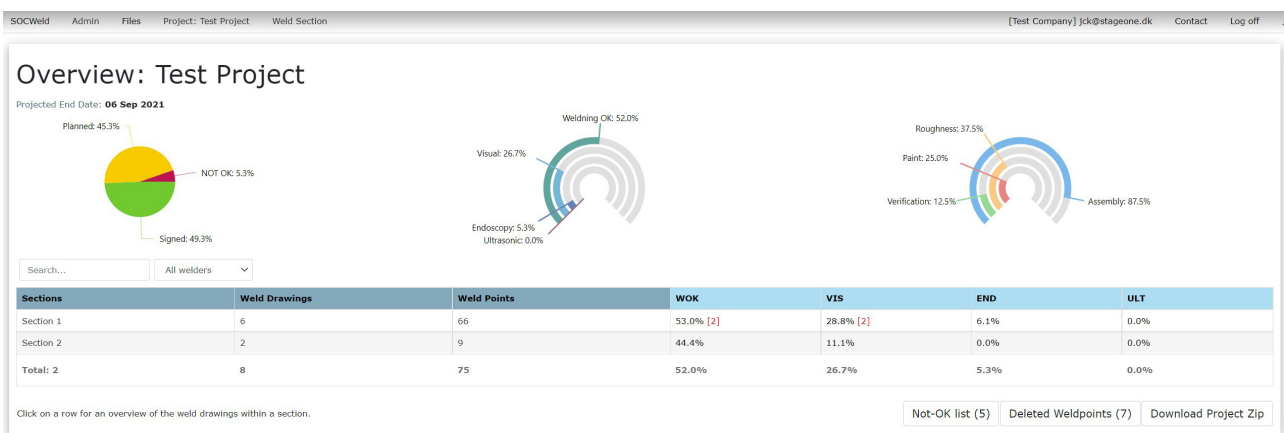 SOCWeld Admin Files Project: Test Project Weld Section [Test Company] jck@stageone.dk Contact Log off
Overview: Test Project
Projected End Date: 06 Sep 2021
Planned: 45.3%
NOT OK: 5.3%
Signed: 49.3%
Weldning OK: 52.0%
Visual: 26.7%
Endoscopy: 5.3%
Ultrasonic: 0.0%
Roughness: 37.5%
Paint: 25.0%
Verification: 12.5%
Assembly: 87.5%
Search... All welders
Sections Weld Drawings Weld Points WOK VIS END ULT
Section 1 6 66 53.0% [2] 28.8% [2] 6.1% 0.0%
Section 2 2 9 44.4% 11.1% 0.0% 0.0%
Total: 2 8 75 52.0% 26.7% 5.3% 0.0%
Click on a row for an overview of the weld drawings within a section. Not-OK list (5) Deleted Weldpoints (7) Download Project Zip